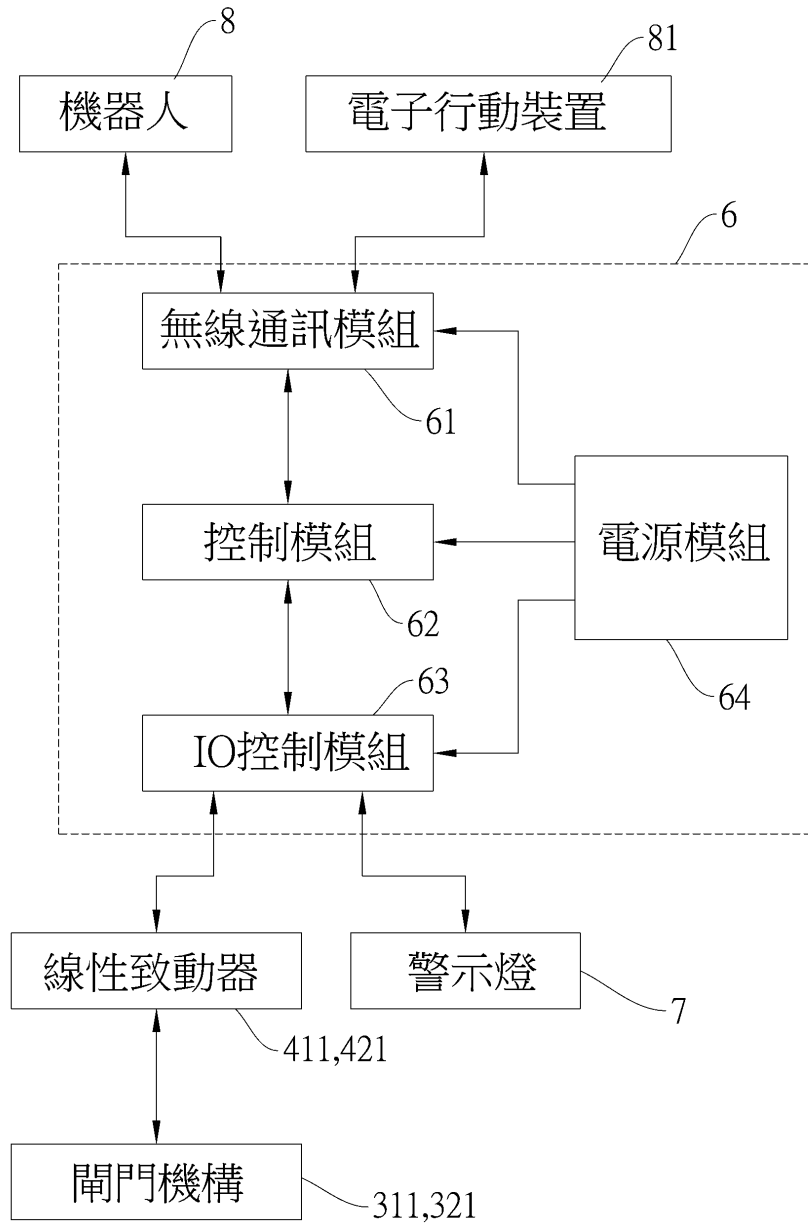 8
81
機器人
電子行動裝置
6
無線通訊模組
61
控制模組
電源模組
62
63
64
IO控制模組
線性致動器
警示燈
7
411,421
閘門機構
311,321